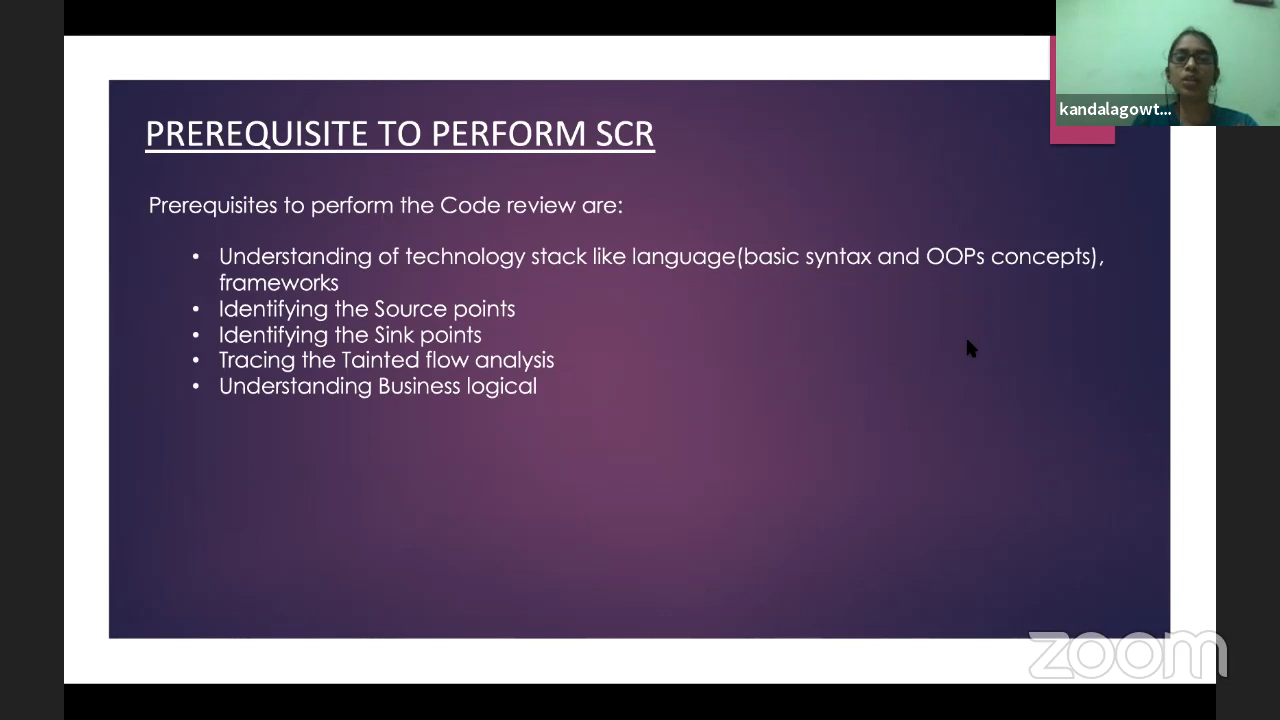 kandalagowt...
PREREQUISITE TO PERFORM SCR
Prerequisites to perform the Code review are:
• Understanding of technology stack like language(basic syntax and OOPs concepts),
frameworks
• Identifying the Source points
• Identifying the Sink points
• Tracing the Tainted flow analysis
• Understanding Business logical
zoom